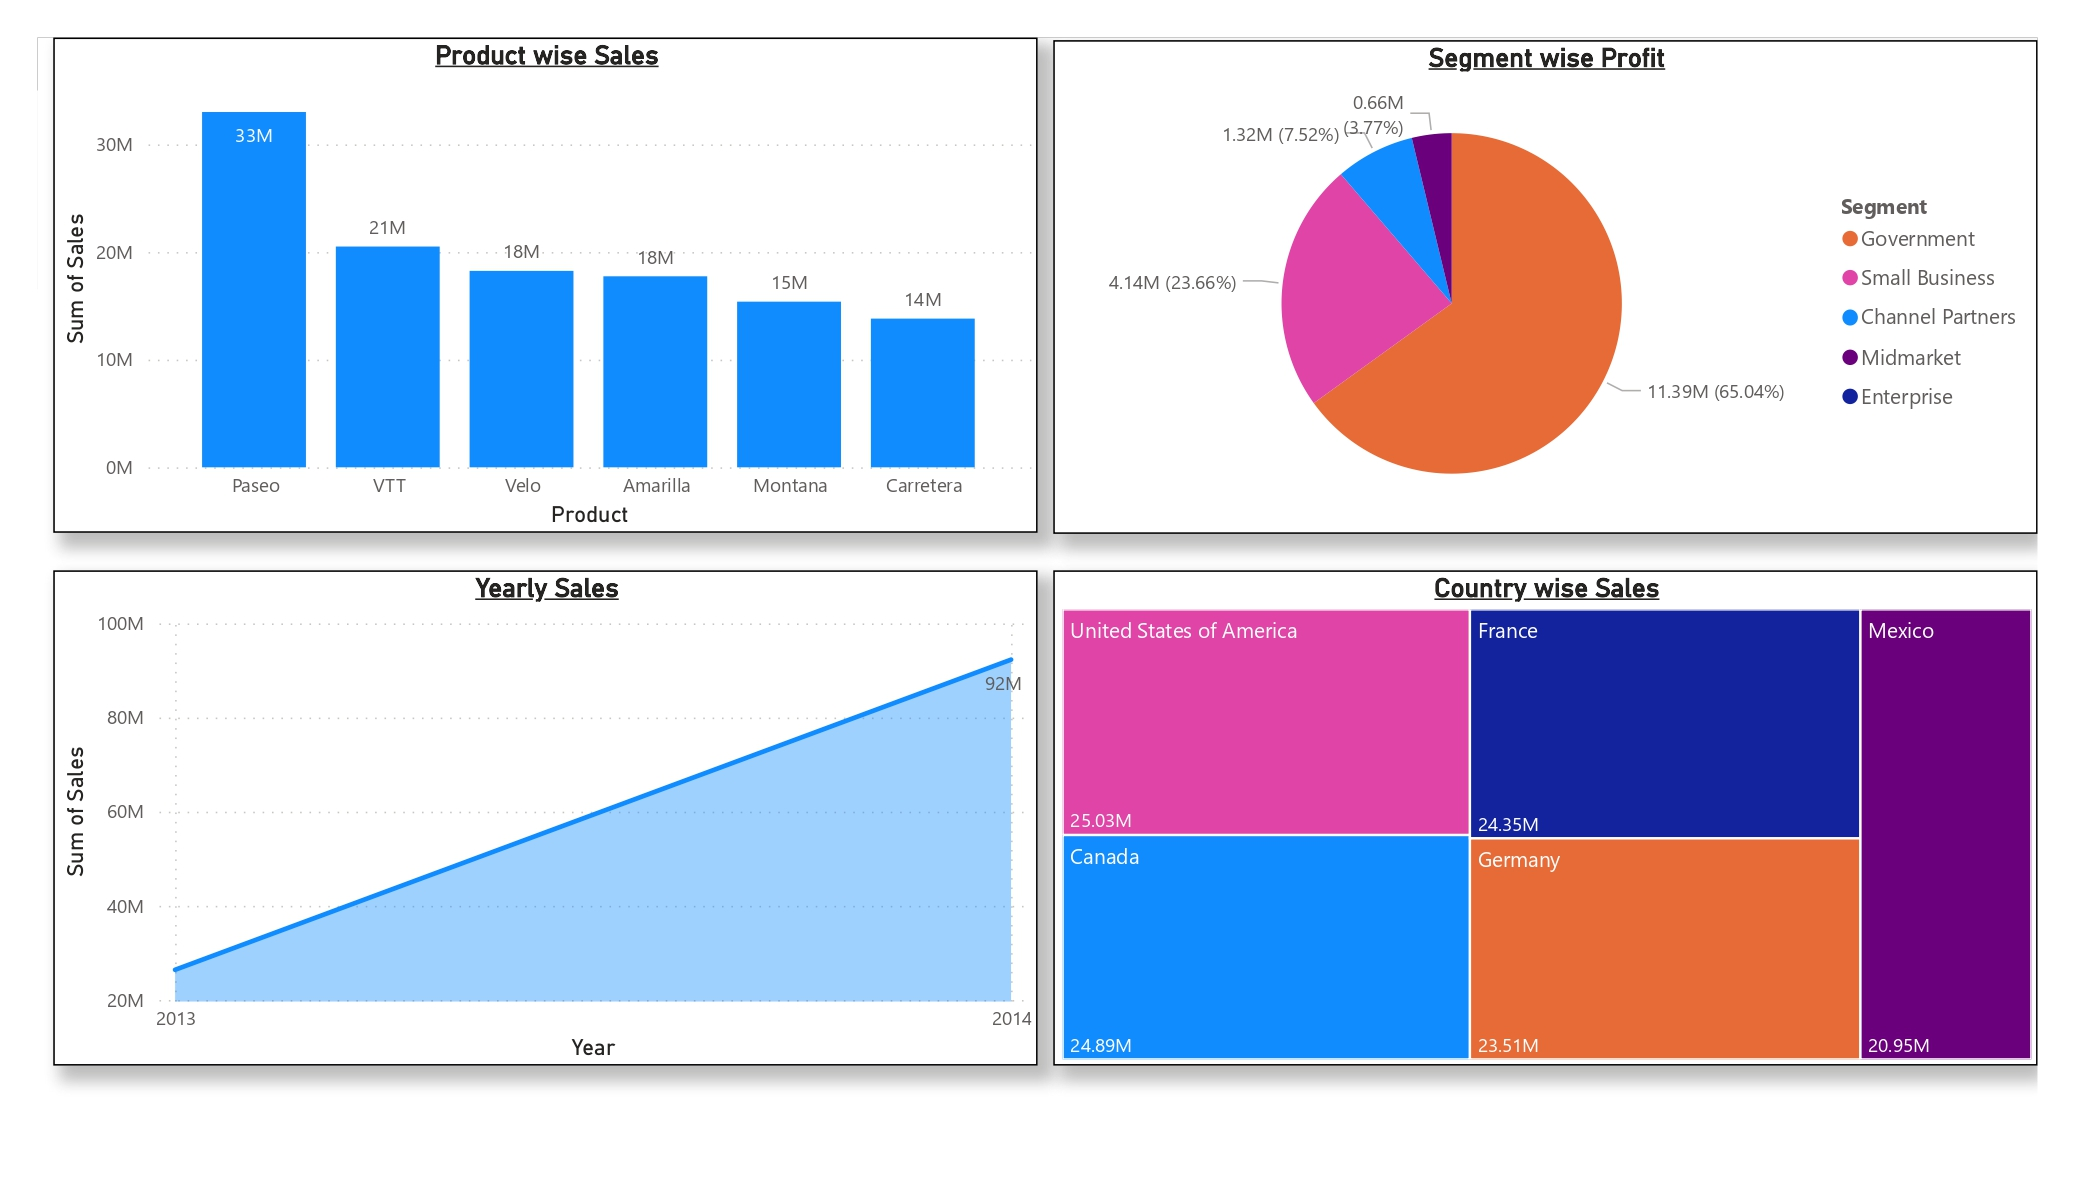 Product wise Sales
30M
20M
10M
0M
Sum of Sales
33M
21M
18M
18M
15M
14M
Paseo
VTT
Velo
Amarilla
Montana
Carretera
Product
Segment wise Profit
0.66M
(3.77%)
1.32M (7.52%)
4.14M (23.66%)
11.39M (65.04%)
Segment
Government
Small Business
Channel Partners
Midmarket
Enterprise
Yearly Sales
100M
80M
60M
40M
20M
Sum of Sales
92M
2013
2014
Year
Country wise Sales
United States of America
25.03M
Canada
24.89M
France
24.35M
Germany
23.51M
Mexico
20.95M